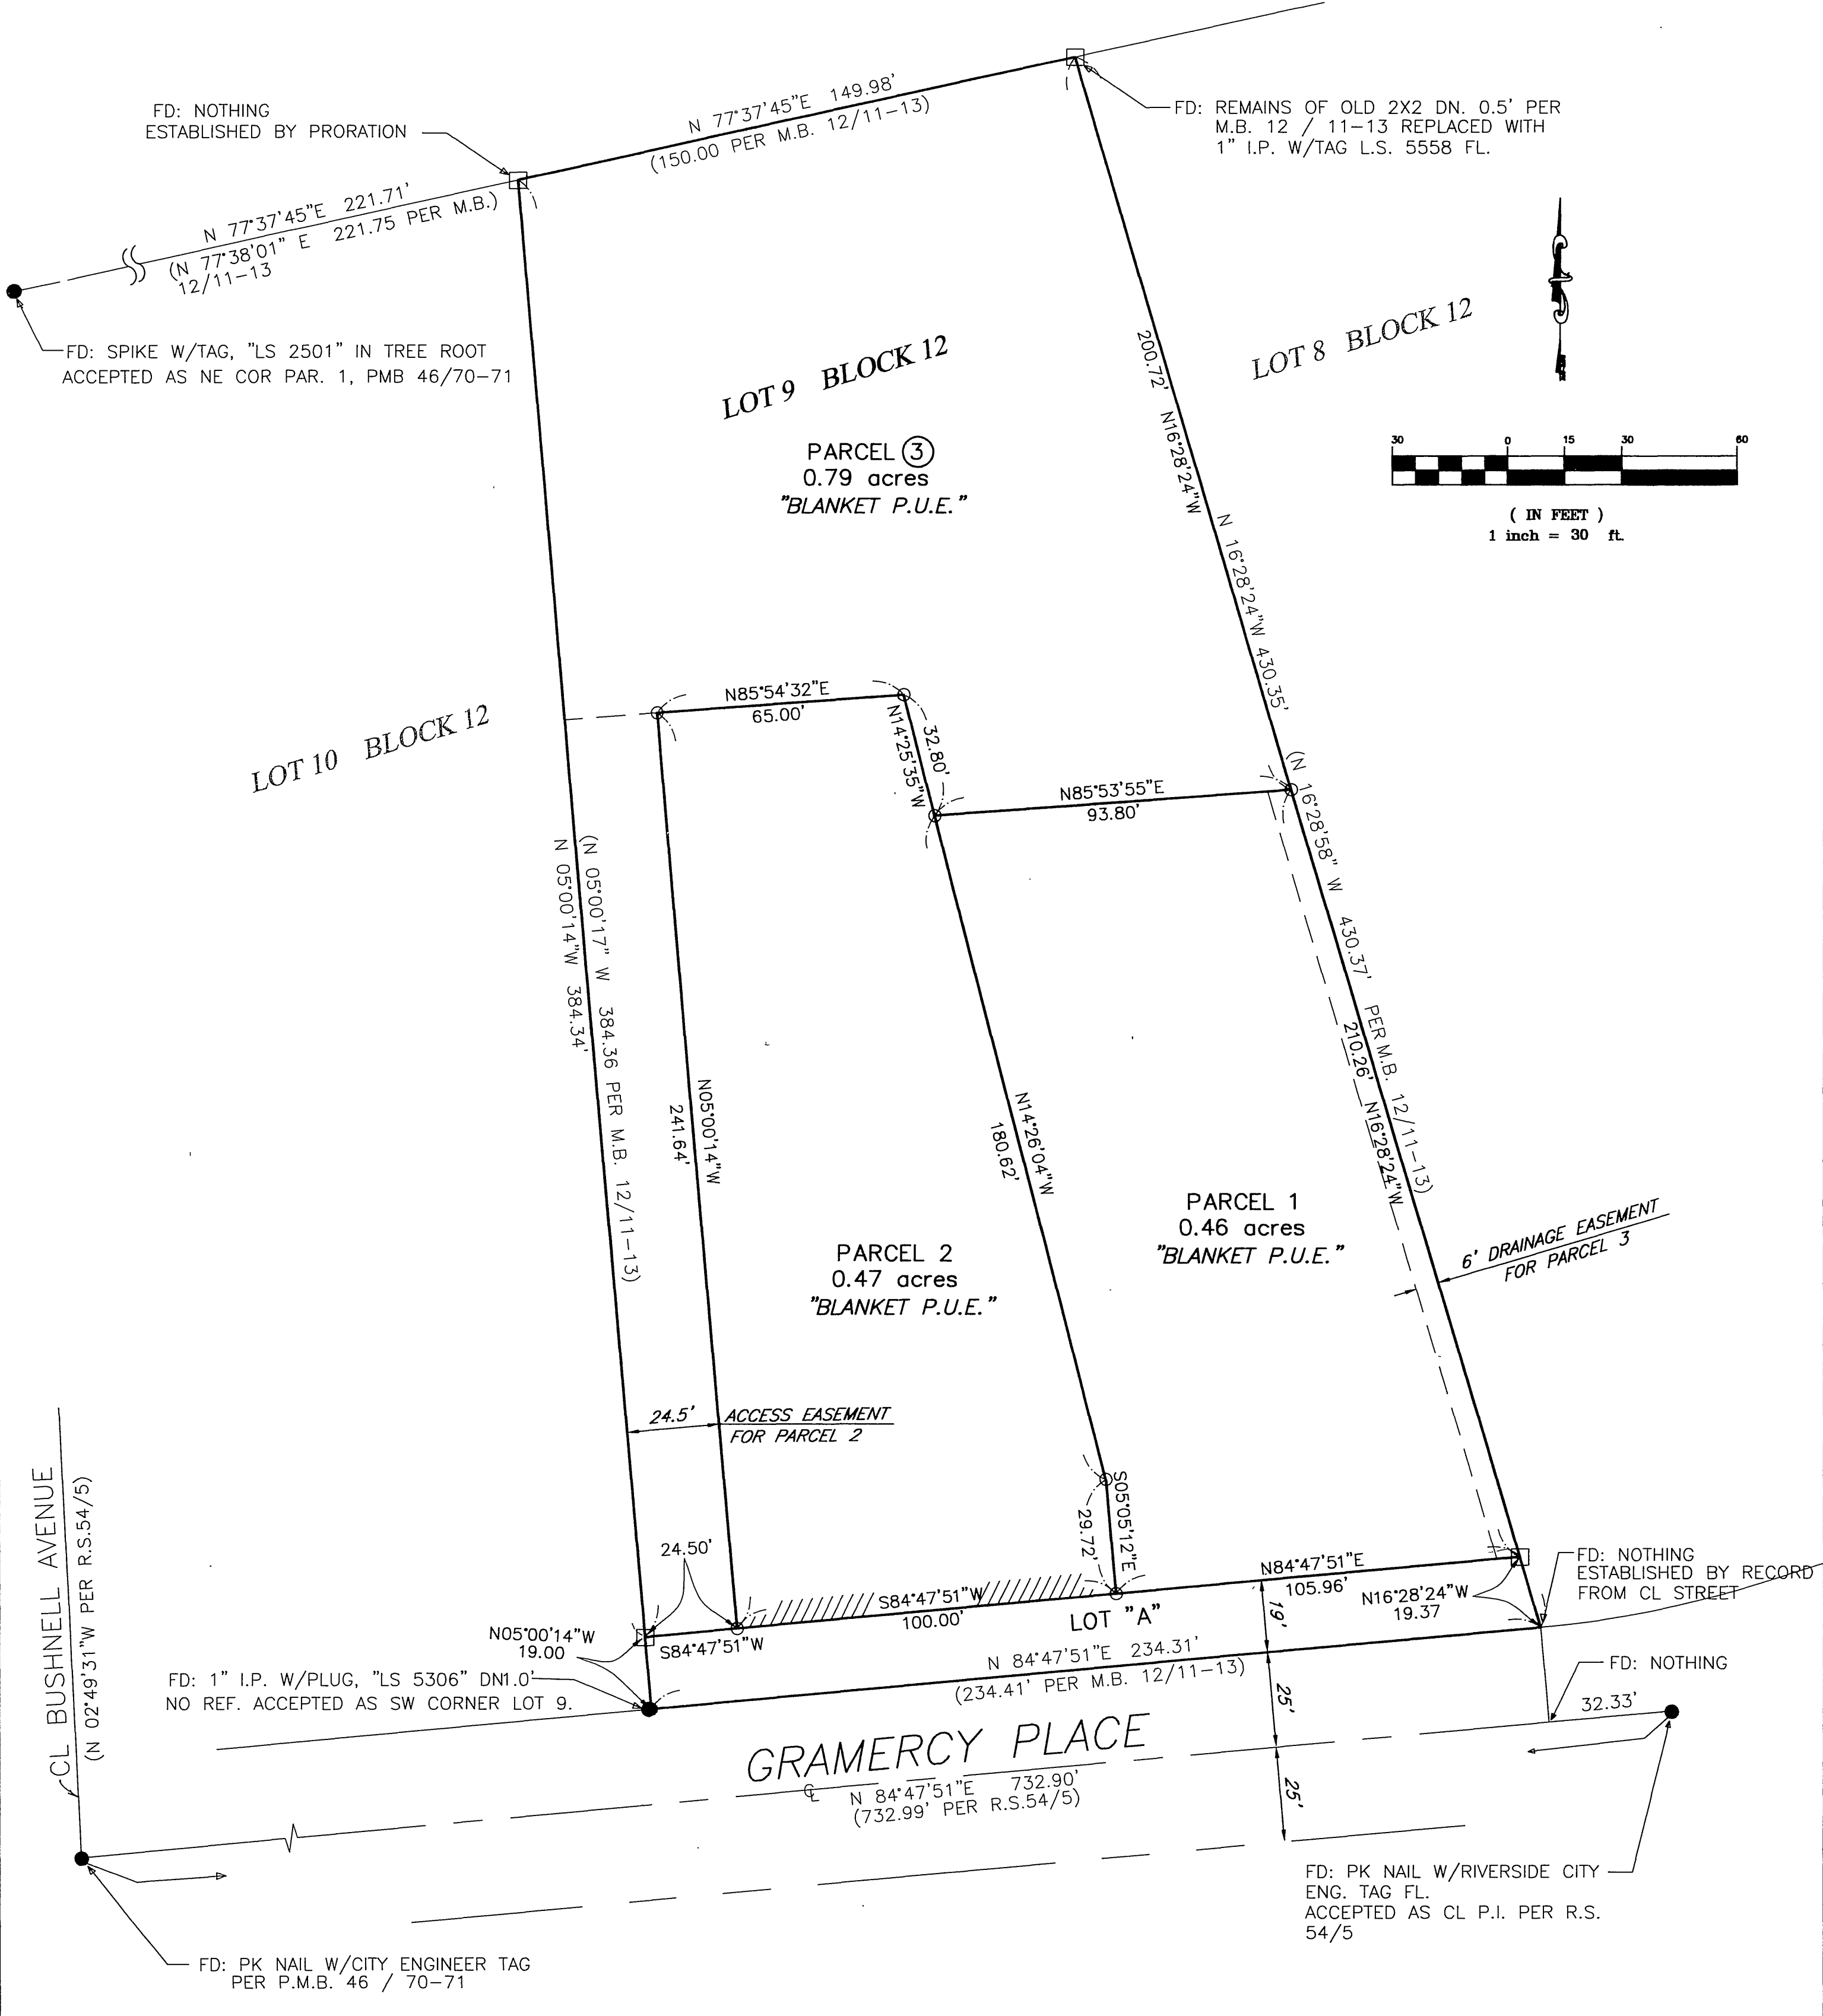 FD: NOTHING
ESTABLISHED BY PRORATION
N 77°37'45"E 149.98'
(150.00 PER M.B. 12/11-13)
FD: REMAINS OF OLD 2X2 DN. 0.5' PER
M.B. 12 / 11-13 REPLACED WITH
1" I.P. W/TAG L.S. 5558 FL.
N 77°37'45"E 221.71'
(N 77°38'01" E 221.75 PER M.B.)
12/11-13
FD: SPIKE W/TAG, "LS 2501" IN TREE ROOT
ACCEPTED AS NE COR PAR. 1, PMB 46/70-71
LOT 9 BLOCK 12
LOT 8 BLOCK 12
PARCEL 3
0.79 acres
"BLANKET P.U.E."
200.72' N16°28'24"W
N 16°28'24"W 430.35'
(N 16°28'58" W 430.37' PER M.B. 12/11-13)
30 0 15 30 60
( IN FEET )
1 inch = 30 ft.
LOT 10 BLOCK 12
N85°54'32"E
65.00'
N14°25'35"W
32.80'
N85°53'55"E
93.80'
(N 05°00'17" W 384.36 PER M.B. 12/11-13)
N 05°00'14"W 384.34'
N05°00'14"W
241.64'
N14°26'04"W
180.62'
210.26' N16°28'24"W
PARCEL 1
0.46 acres
"BLANKET P.U.E."
PARCEL 2
0.47 acres
"BLANKET P.U.E."
6' DRAINAGE EASEMENT
FOR PARCEL 3
24.5'
ACCESS EASEMENT
FOR PARCEL 2
CL BUSHNELL AVENUE
(N 02°49'31"W PER R.S.54/5)
24.50'
S05°05'12"E
29.72'
N84°47'51"E
105.96'
S84°47'51"W
100.00'
LOT "A"
19'
N16°28'24"W
19.37
FD: NOTHING
ESTABLISHED BY RECORD
FROM CL STREET
N05°00'14"W
19.00
S84°47'51"W
FD: 1" I.P. W/PLUG, "LS 5306" DN1.0'
NO REF. ACCEPTED AS SW CORNER LOT 9.
N 84°47'51"E 234.31'
(234.41' PER M.B. 12/11-13)
FD: NOTHING
32.33'
25'
GRAMERCY PLACE
℄ N 84°47'51"E 732.90'
(732.99' PER R.S.54/5)
25'
FD: PK NAIL W/RIVERSIDE CITY
ENG. TAG FL.
ACCEPTED AS CL P.I. PER R.S.
54/5
FD: PK NAIL W/CITY ENGINEER TAG
PER P.M.B. 46 / 70-71